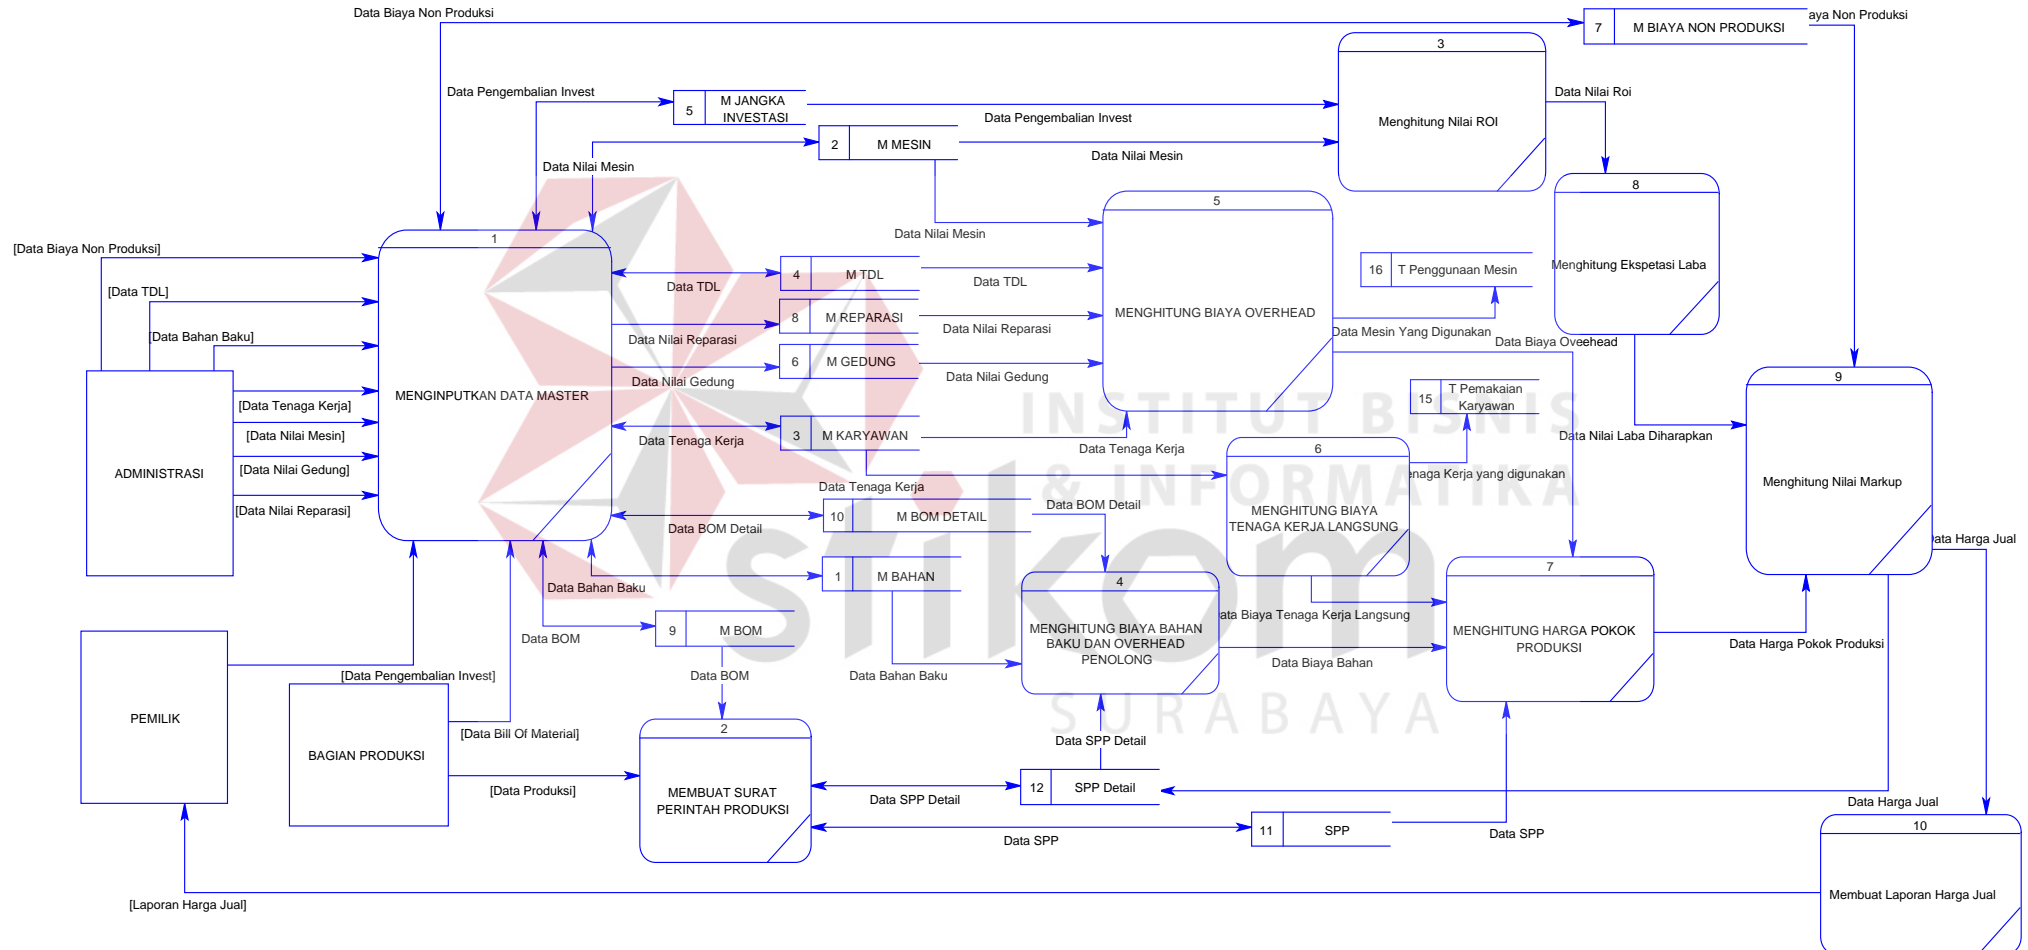 Data Biaya Non Produksi
7 M BIAYA NON PRODUKSI
aya Non Produksi
3
Menghitung Nilai ROI
Data Nilai Roi
Data Pengembalian Invest
5 M JANGKA
INVESTASI
Data Pengembalian Invest
2 M MESIN
Data Nilai Mesin
Data Nilai Mesin
8
Menghitung Ekspetasi Laba
5
MENGHITUNG BIAYA OVERHEAD
Data Nilai Mesin
[Data Biaya Non Produksi]
1
MENGINPUTKAN DATA MASTER
4 M TDL
Data TDL
Data TDL
16 T Penggunaan Mesin
[Data TDL]
8 M REPARASI
Data Nilai Reparasi
Data Nilai Reparasi
Data Mesin Yang Digunakan
Data Biaya Oveehead
[Data Bahan Baku]
6 M GEDUNG
Data Nilai Gedung
Data Nilai Gedung
9
Menghitung Nilai Markup
15 T Pemakaian
Karyawan
ADMINISTRASI
[Data Tenaga Kerja]
[Data Nilai Mesin]
[Data Nilai Gedung]
[Data Nilai Reparasi]
3 M KARYAWAN
Data Tenaga Kerja
Data Tenaga Kerja
Data Tenaga Kerja
Data Nilai Laba Diharapkan
INSTITUT BISNIS
& INFORMATIKA
stikom
SURABAYA
6
MENGHITUNG BIAYA
TENAGA KERJA LANGSUNG
enaga Kerja yang digunakan
10 M BOM DETAIL
Data BOM Detail
Data BOM Detail
1 M BAHAN
Data Bahan Baku
Data Bahan Baku
4
MENGHITUNG BIAYA BAHAN
BAKU DAN OVERHEAD
PENOLONG
ata Biaya Tenaga Kerja Langsung
Data Biaya Bahan
7
MENGHITUNG HARGA POKOK
PRODUKSI
Data Harga Pokok Produksi
ata Harga Jual
9 M BOM
Data BOM
Data BOM
PEMILIK
[Data Pengembalian Invest]
BAGIAN PRODUKSI
[Data Bill Of Material]
[Data Produksi]
2
MEMBUAT SURAT
PERINTAH PRODUKSI
Data SPP Detail
12 SPP Detail
Data SPP Detail
11 SPP
Data SPP
Data SPP
Data Harga Jual
10
Membuat Laporan Harga Jual
[Laporan Harga Jual]